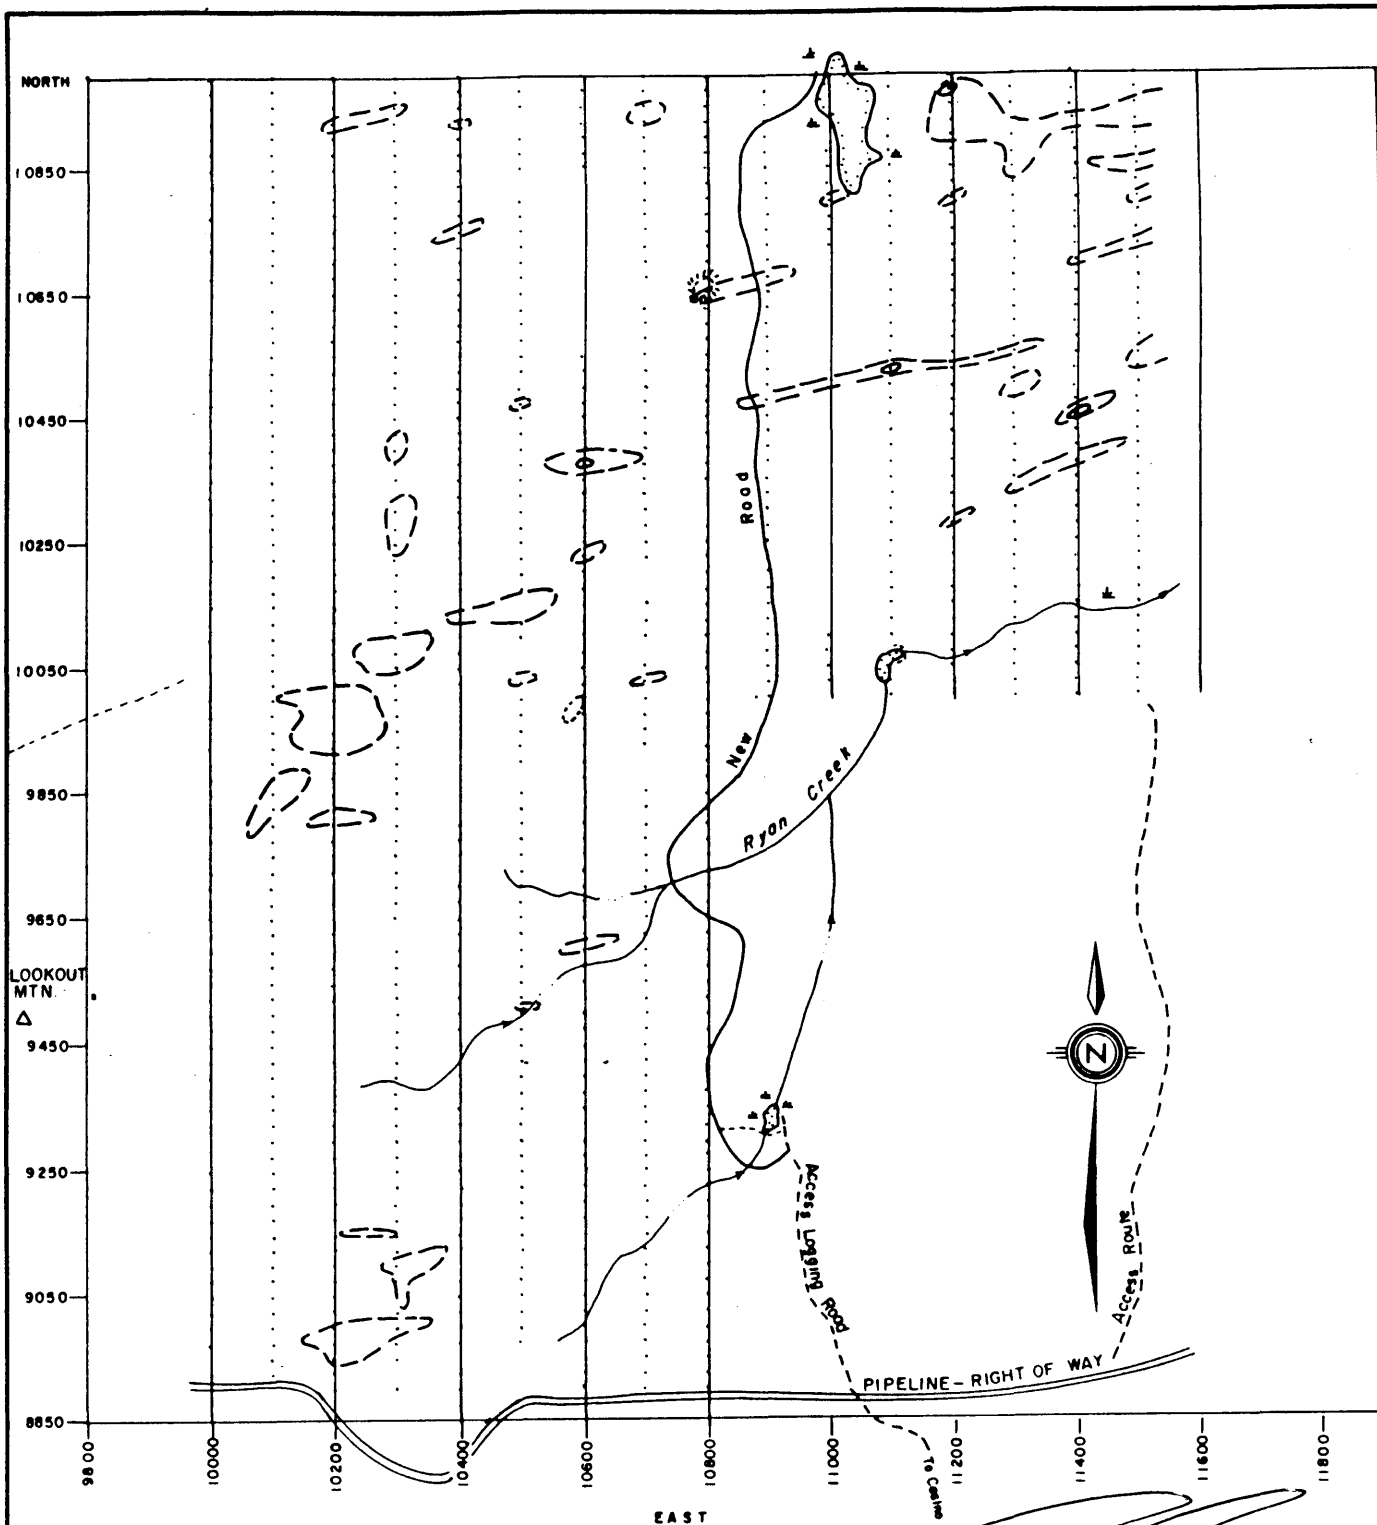 NORTH
10850
10650
10450
10250
10050
9850
9650
LOOKOUT
MTN.
9450
9250
9050
8850
New Road
Ryan Creek
N
Access Logging Road
Access Route
PIPELINE - RIGHT OF WAY
To Casino
9800
10000
10200
10400
10600
10800
11000
11200
11400
11600
11800
EAST